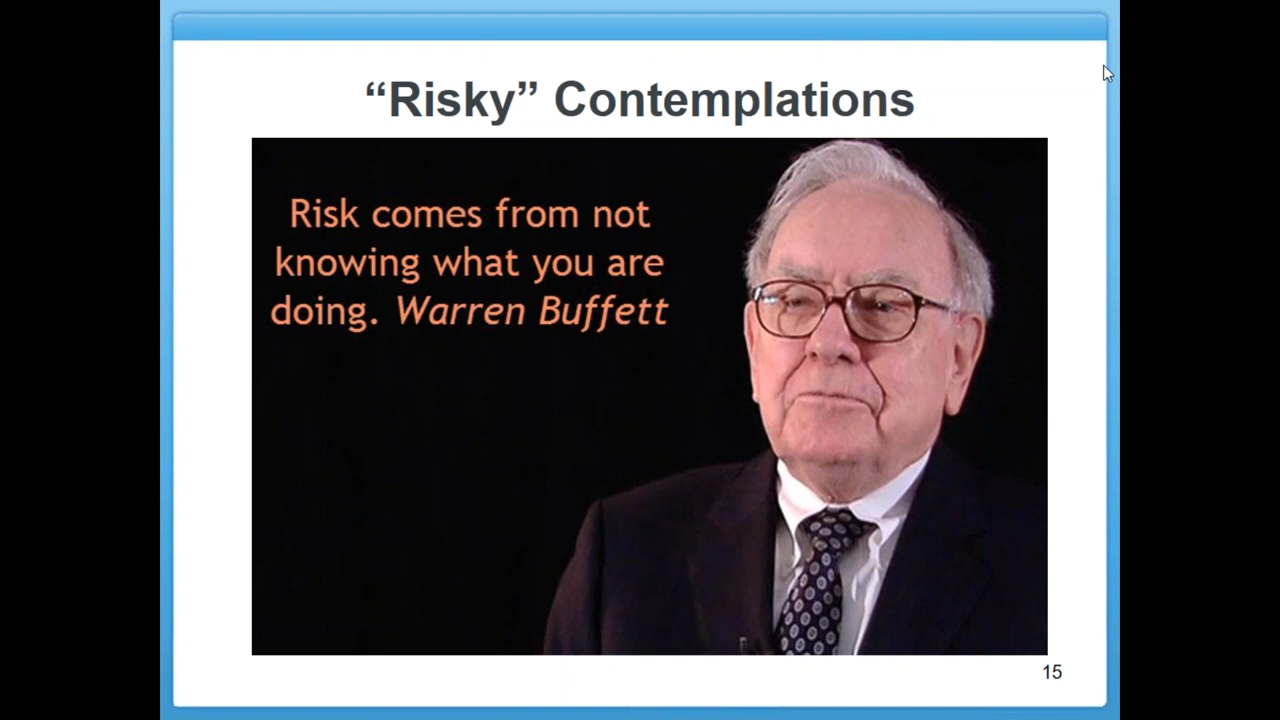 “Risky” Contemplations
Risk comes from not
knowing what you are
doing. Warren Buffett
15